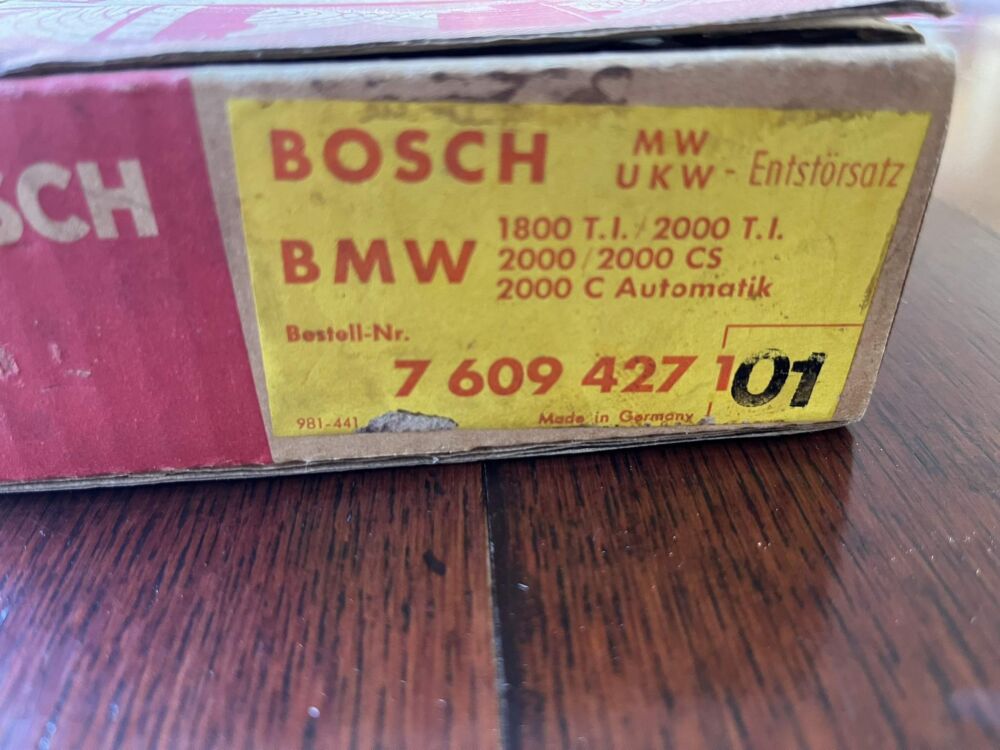 SCH
BOSCH MW UKW - Entstörsatz
BMW
1800 T.I. / 2000 T.I.
2000 / 2000 CS
2000 C Automatik
Bestell-Nr.
7 609 427 101
981-441
Made in Germany